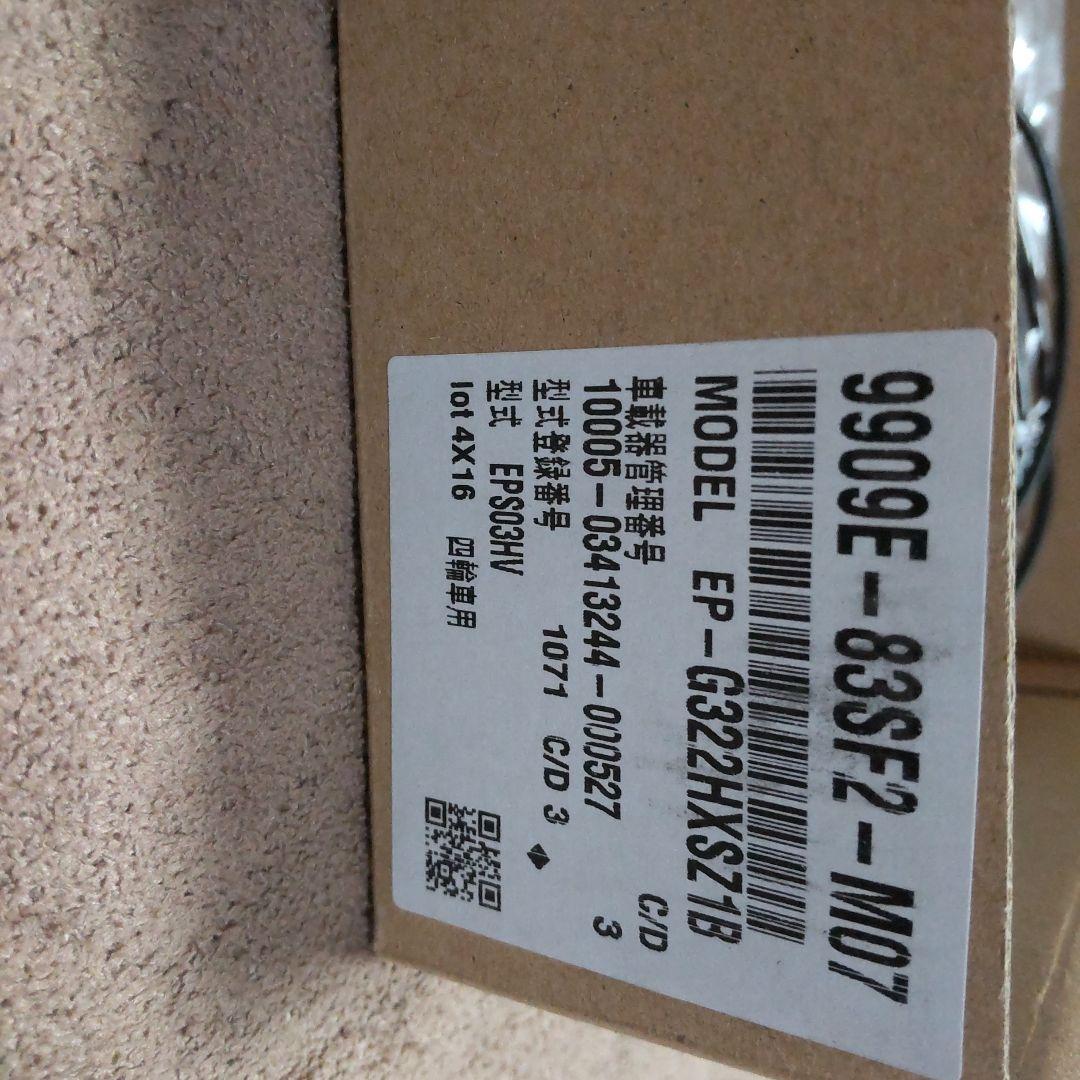 9909E-83SF2-M07
MODEL EP-G322HXSZ1B
車載器管理番号 C/D
10005-03413244-000527 3
型式登録番号 1071 C/D 3
型式 EPS03HV
lot 4X16 四輪車用